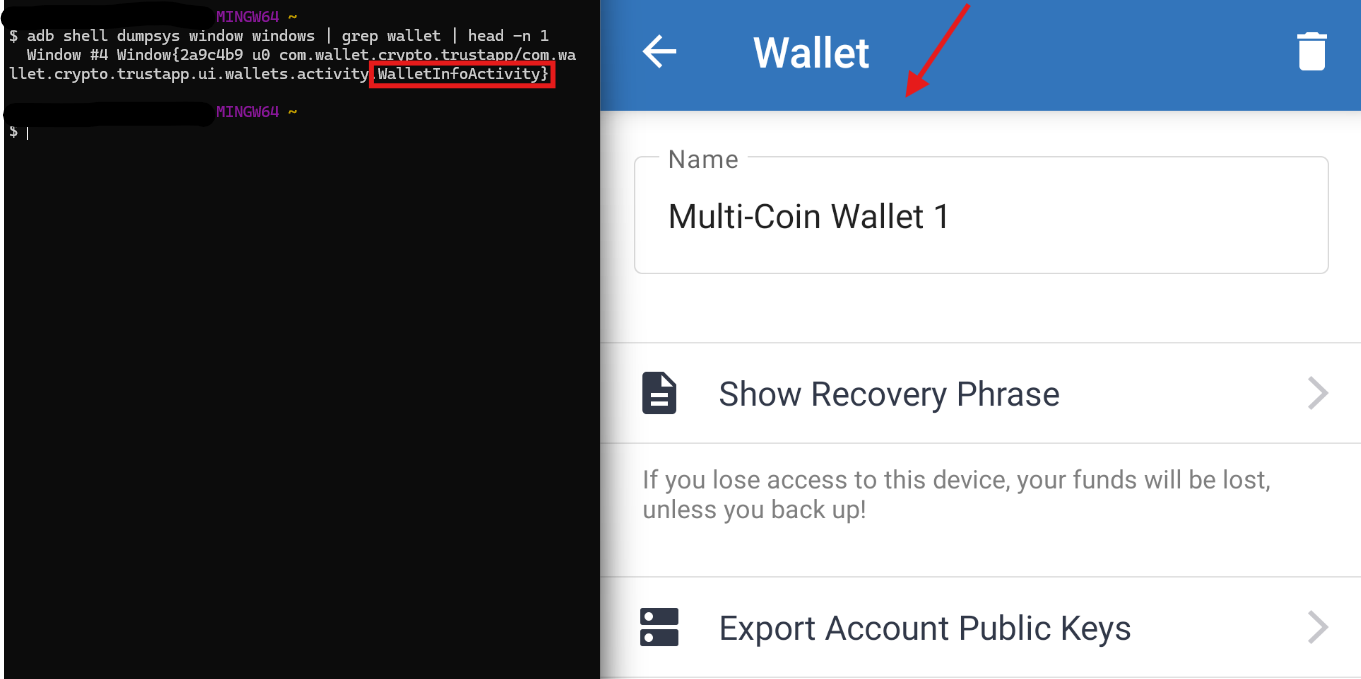 MINGW64 ~
$ adb shell dumpsys window windows | grep wallet | head -n 1
Window #4 Window{2a9c4b9 u0 com.wallet.crypto.trustapp/com.wa
llet.crypto.trustapp.ui.wallets.activity.WalletInfoActivity}
MINGW64 ~
$
Wallet
Name
Multi-Coin Wallet 1
Show Recovery Phrase
If you lose access to this device, your funds will be lost,
unless you back up!
Export Account Public Keys